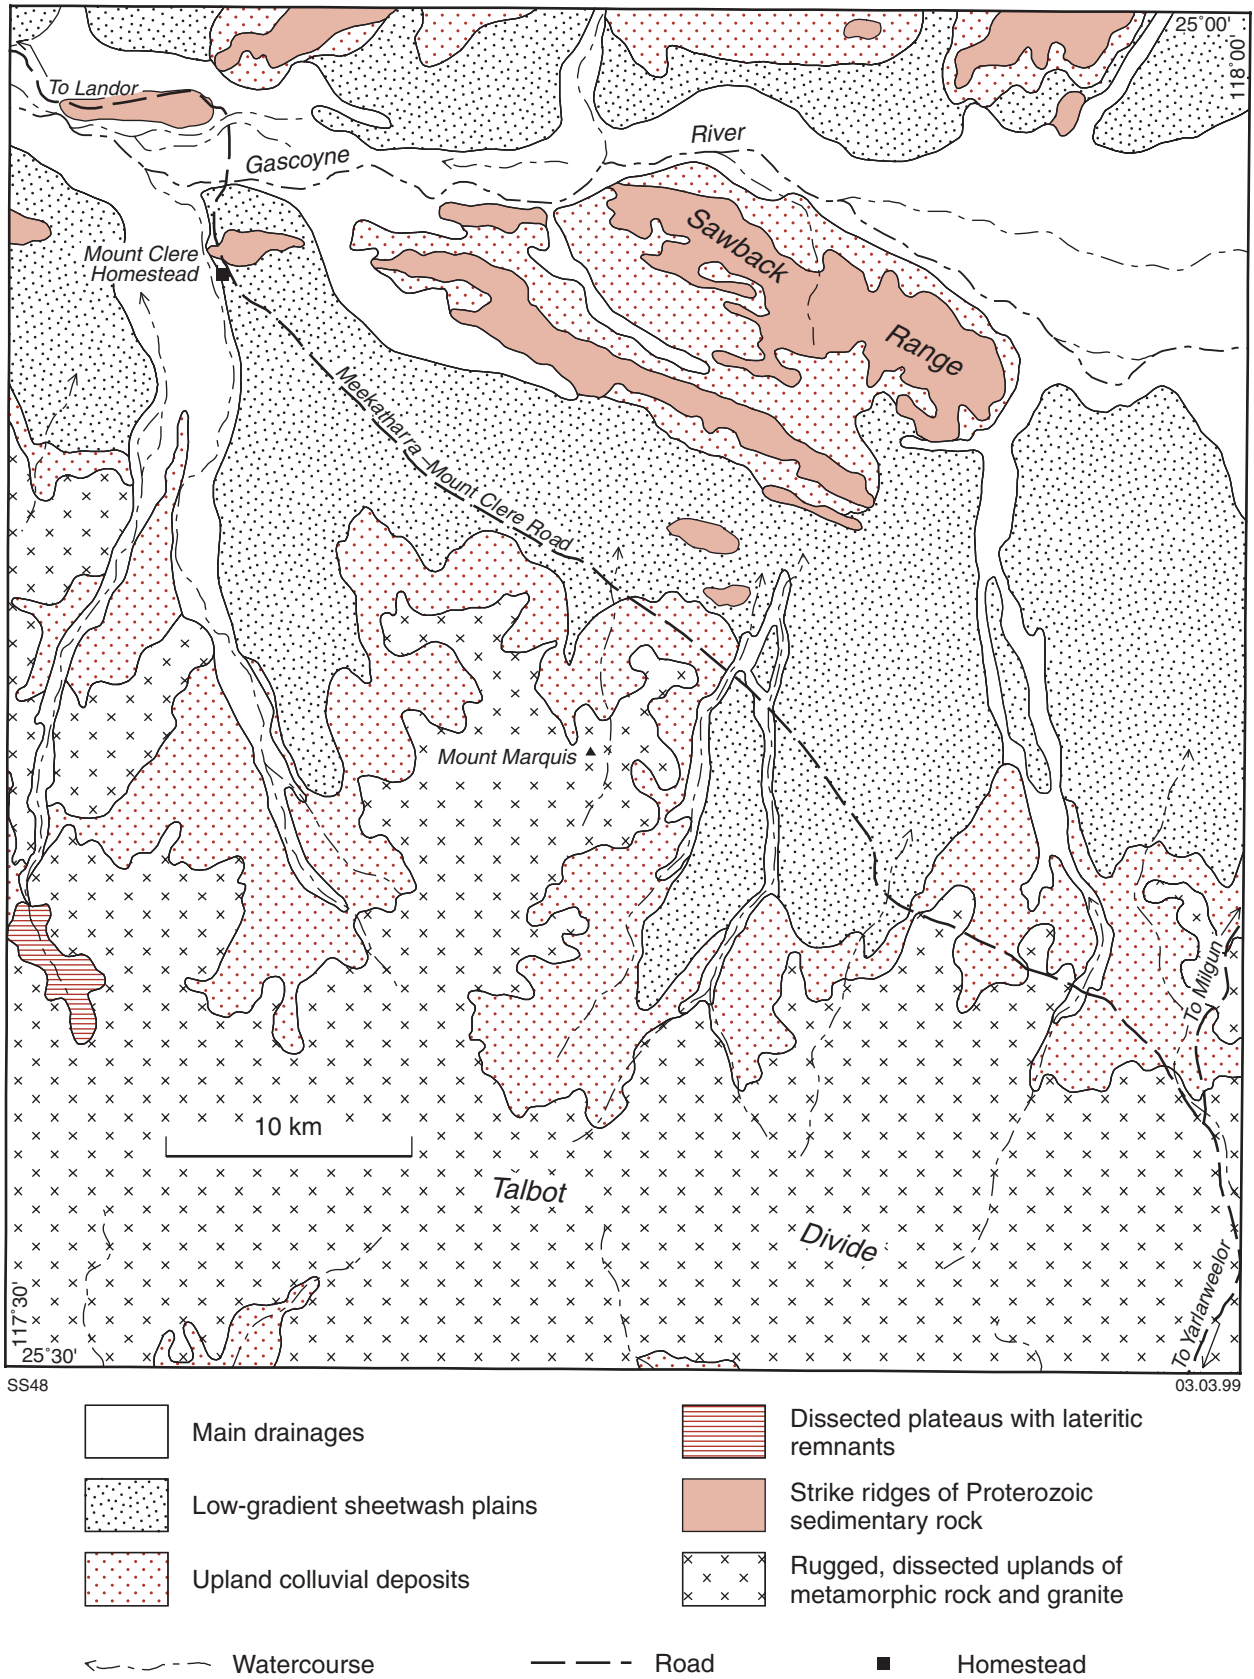 25°00'
118°00'
To Landor
River
Gascoyne
Sawback
Mount Clere
Homestead
Range
Meekatharra –Mount Clere Road
Mount Marquis
To Milgun
10 km
Talbot
Divide
To Yarlarweelor
117°30'
25°30'
SS48
03.03.99
Main drainages
Low-gradient sheetwash plains
Upland colluvial deposits
Dissected plateaus with lateritic
remnants
Strike ridges of Proterozoic
sedimentary rock
Rugged, dissected uplands of
metamorphic rock and granite
Watercourse
Road
Homestead